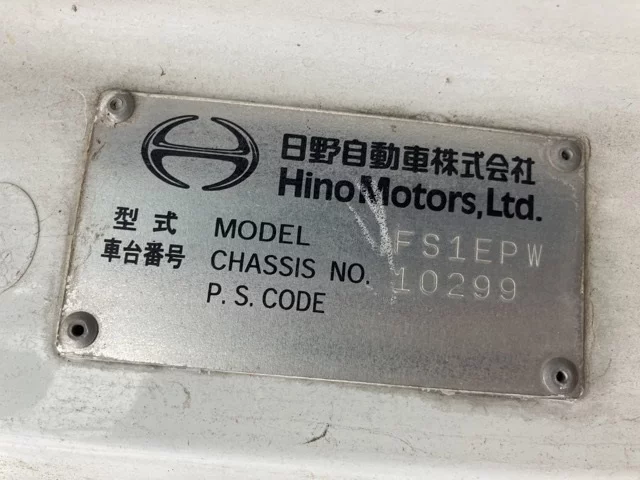 日野自動車株式会社
Hino Motors, Ltd.
型式 MODEL FS1EPW
車台番号 CHASSIS NO. 10299
P. S. CODE